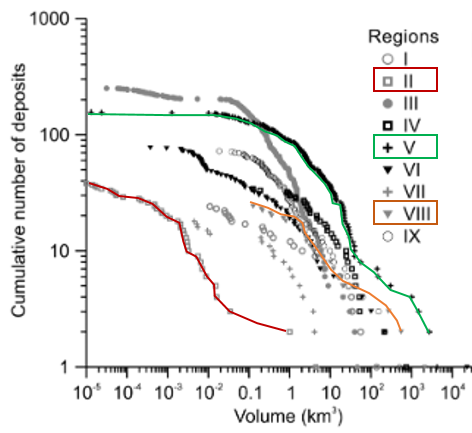 Cumulative number of deposits
1000
100
10
1
10-5
10-4
10-3
10-2
0.1
1
10
10²
10³
10⁴
Volume (km³)
Regions
I
II
III
IV
V
VI
VII
VIII
IX